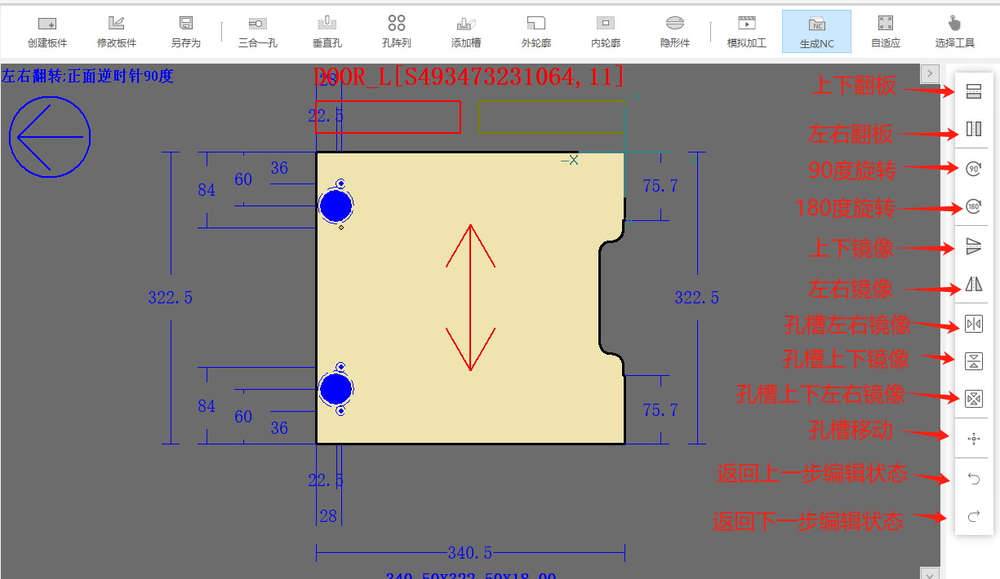 创建板件 修改板件 另存为 三合一孔 垂直孔 孔阵列 添加槽 外轮廓 内轮廓 隐形件 模拟加工 生成NC 自适应 选择工具
NC
左右翻转;正面逆时针90度
DOOR_L[S493473231064,11]
28
22.5
Y
—X
上下翻板
左右翻板
90度旋转
90
180度旋转
180
上下镜像
左右镜像
孔槽左右镜像
孔槽上下镜像
孔槽上下左右镜像
孔槽移动
返回上一步编辑状态
返回下一步编辑状态
36
60
84
75.7
322.5
322.5
84
60
36
75.7
22.5
28
340.5
340.50X322.50X18.00